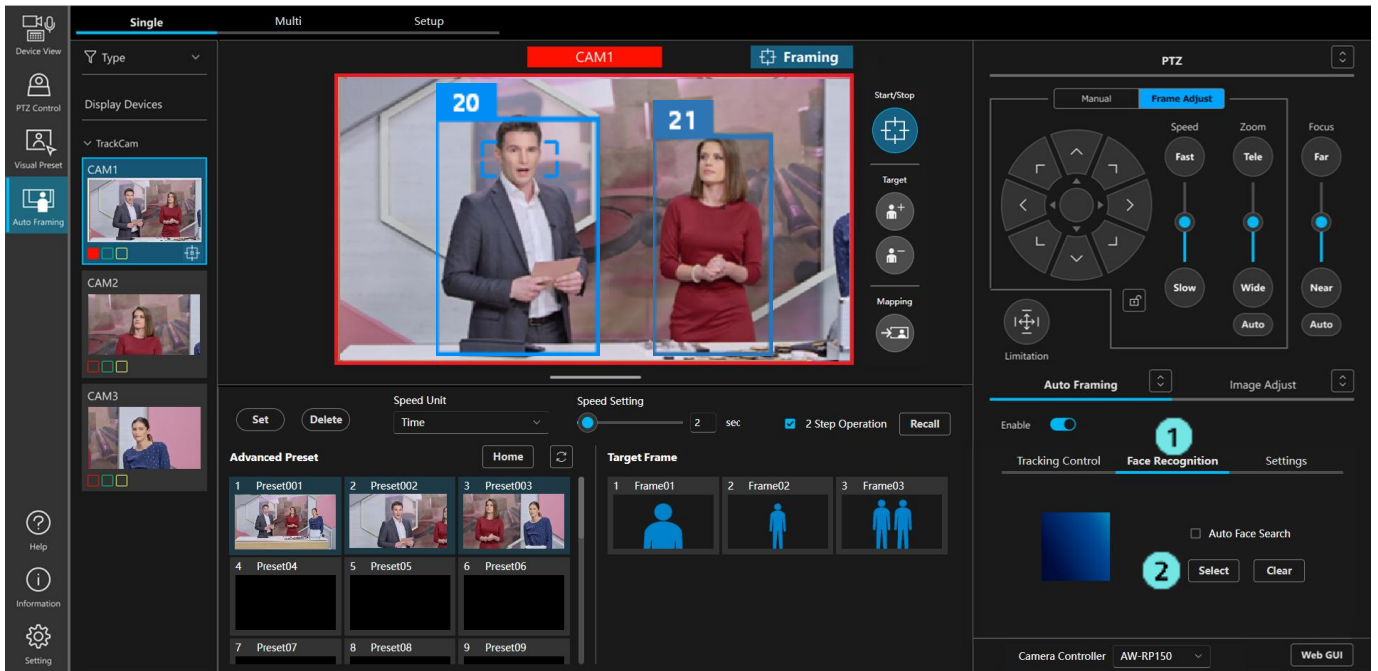 Single
Multi
Setup
Device View
PTZ Control
Visual Preset
Auto Framing
Help
Information
Setting
Type
Display Devices
TrackCam
CAM1
CAM2
CAM3
CAM1
Framing
20
21
Start/Stop
Target
Mapping
Set
Delete
Speed Unit
Time
Speed Setting
2
sec
2 Step Operation
Recall
Advanced Preset
Home
Target Frame
1 Preset001
2 Preset002
3 Preset003
4 Preset04
5 Preset05
6 Preset06
7 Preset07
8 Preset08
9 Preset09
1 Frame01
2 Frame02
3 Frame03
PTZ
Manual
Frame Adjust
Speed
Zoom
Focus
Fast
Tele
Far
Slow
Wide
Near
Auto
Auto
Limitation
Auto Framing
Image Adjust
Enable
1
Tracking Control
Face Recognition
Settings
Auto Face Search
2
Select
Clear
Camera Controller
AW-RP150
Web GUI